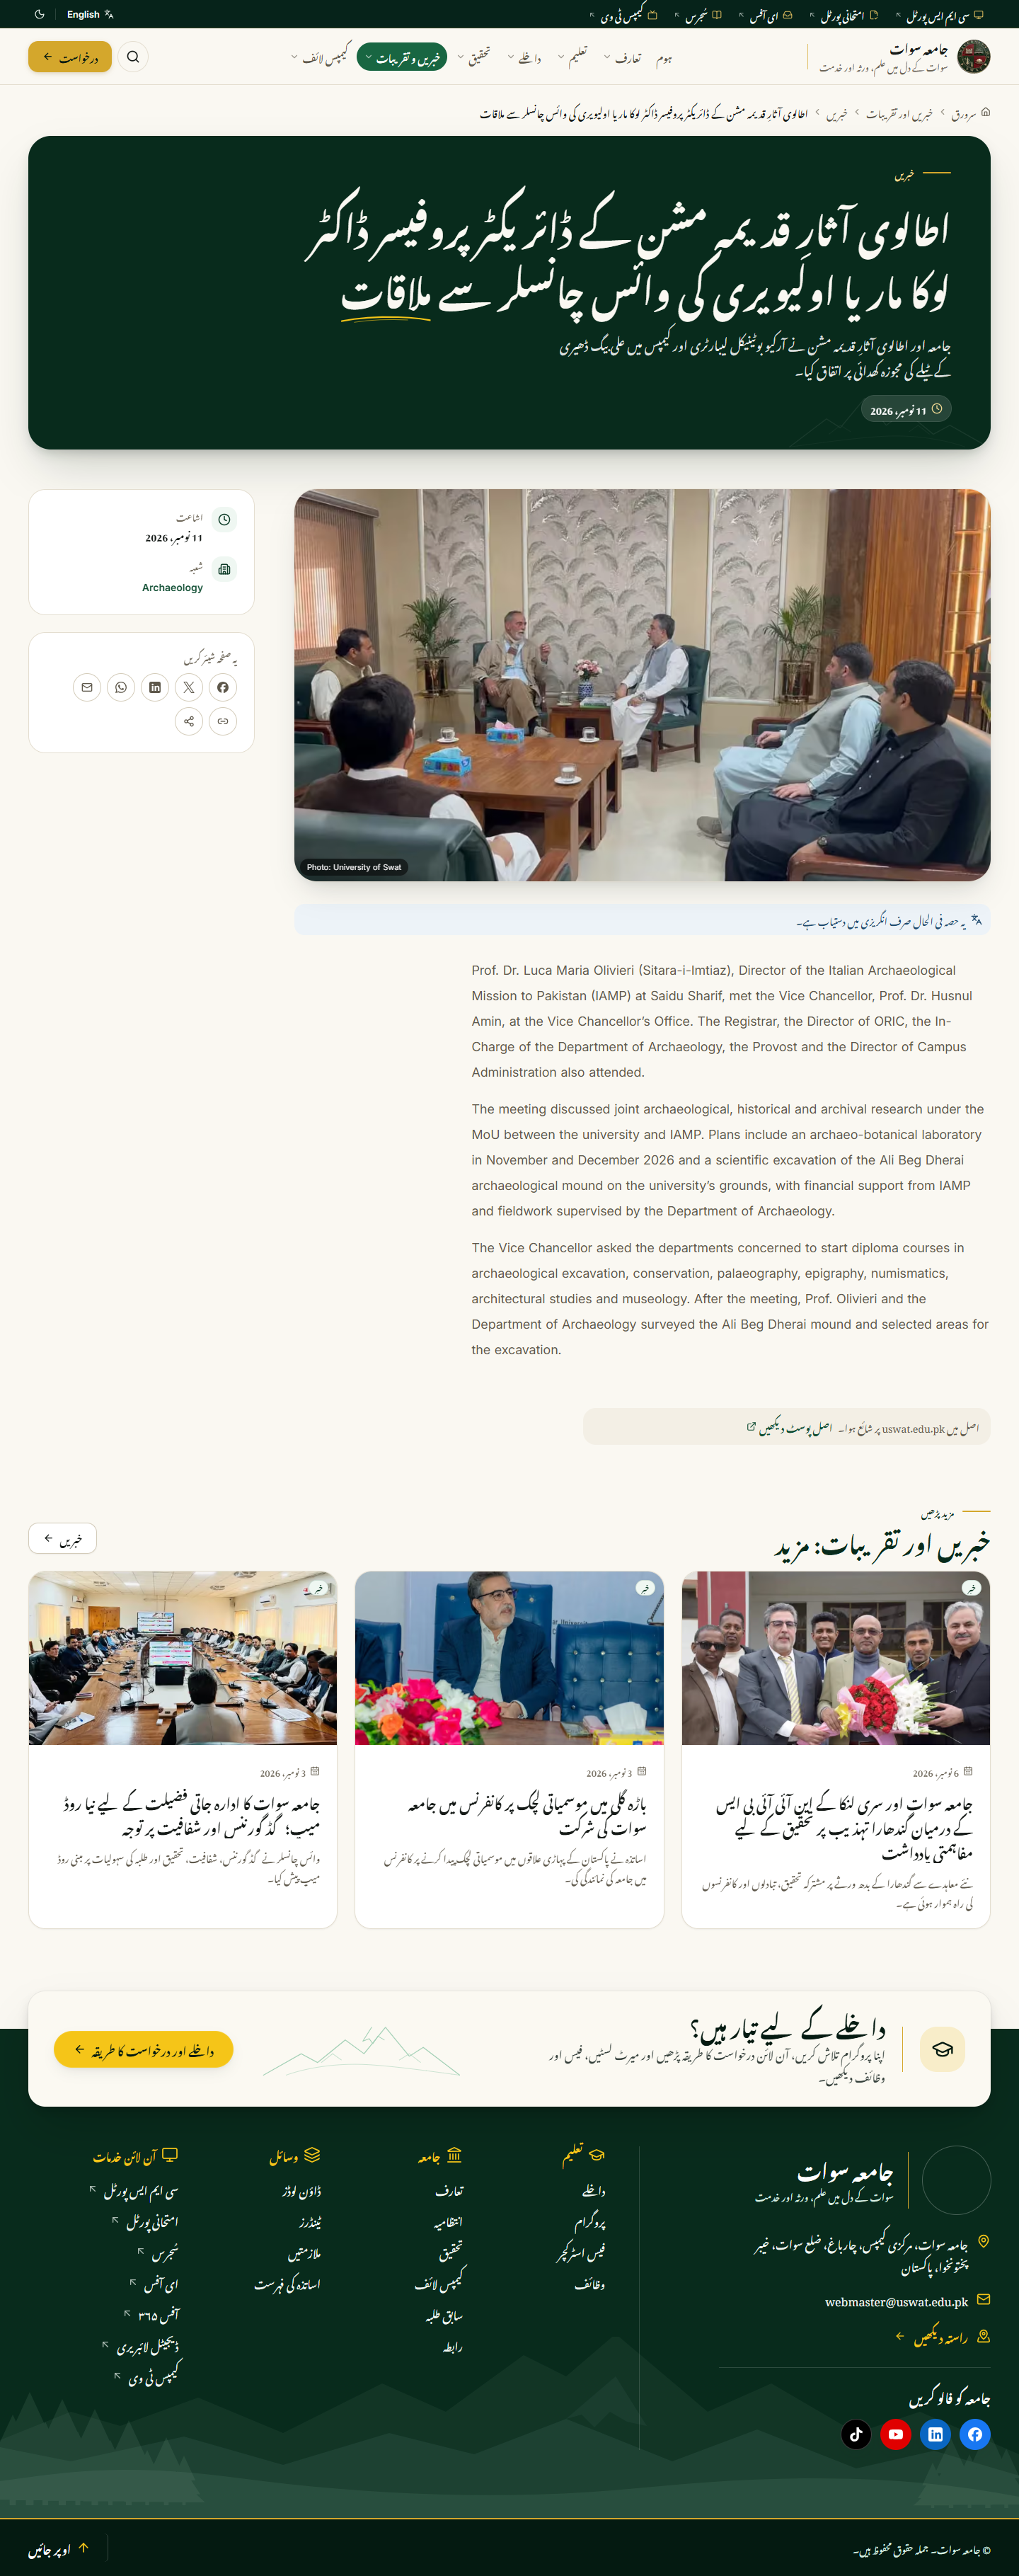 سی ایم ایس پورٹل
امتحانی پورٹل
ای آفس
سُجرس
کیمپس ٹی وی
English
جامعہ سوات
سوات کے دل میں علم، ورثہ اور خدمت
ہوم
تعارف
تعلیم
داخلے
تحقیق
خبریں و تقریبات
کیمپس لائف
درخواست
سرورق
خبریں اور تقریبات
خبریں
اطالوی آثارِ قدیمہ مشن کے ڈائریکٹر پروفیسر ڈاکٹر لوکا ماریا اولیویری کی وائس چانسلر سے ملاقات
خبریں
اطالوی آثارِ قدیمہ مشن کے ڈائریکٹر پروفیسر ڈاکٹر
لوکا ماریا اولیویری کی وائس چانسلر سے ملاقات
جامعہ اور اطالوی آثارِ قدیمہ مشن نے آرکیو بوٹینیکل لیبارٹری اور کیمپس میں علی بیگ ڈھیری
کے ٹیلے کی مجوزہ کھدائی پر اتفاق کیا۔
11 نومبر، 2026
اشاعت
11 نومبر، 2026
شعبہ
Archaeology
یہ صفحہ شیئر کریں
Photo: University of Swat
یہ حصہ فی الحال صرف انگریزی میں دستیاب ہے۔
Prof. Dr. Luca Maria Olivieri (Sitara-i-Imtiaz), Director of the Italian Archaeological
Mission to Pakistan (IAMP) at Saidu Sharif, met the Vice Chancellor, Prof. Dr. Husnul
Amin, at the Vice Chancellor’s Office. The Registrar, the Director of ORIC, the In-
Charge of the Department of Archaeology, the Provost and the Director of Campus
Administration also attended.
The meeting discussed joint archaeological, historical and archival research under the
MoU between the university and IAMP. Plans include an archaeo-botanical laboratory
in November and December 2026 and a scientific excavation of the Ali Beg Dherai
archaeological mound on the university’s grounds, with financial support from IAMP
and fieldwork supervised by the Department of Archaeology.
The Vice Chancellor asked the departments concerned to start diploma courses in
archaeological excavation, conservation, palaeography, epigraphy, numismatics,
architectural studies and museology. After the meeting, Prof. Olivieri and the
Department of Archaeology surveyed the Ali Beg Dherai mound and selected areas for
the excavation.
اصل میں uswat.edu.pk پر شائع ہوا۔ اصل پوسٹ دیکھیں
مزید پڑھیں
خبریں اور تقریبات: مزید
خبریں
خبر
6 نومبر، 2026
جامعہ سوات اور سری لنکا کے این آئی آئی بی ایس
کے درمیان گندھارا تہذیب پر تحقیق کے لیے
مفاہمتی یادداشت
نئے معاہدے سے گندھارا کے بدھ ورثے پر مشترکہ تحقیق، تبادلوں اور کانفرنسوں
کی راہ ہموار ہوئی ہے۔
خبر
3 نومبر، 2026
باڑہ گلی میں موسمیاتی لچک پر کانفرنس میں جامعہ
سوات کی شرکت
اساتذہ نے پاکستان کے پہاڑی علاقوں میں موسمیاتی لچک پیدا کرنے پر کانفرنس
میں جامعہ کی نمائندگی کی۔
خبر
3 نومبر، 2026
جامعہ سوات کا ادارہ جاتی فضیلت کے لیے نیا روڈ
میپ؛ گڈ گورننس اور شفافیت پر توجہ
وائس چانسلر نے گڈ گورننس، شفافیت، تحقیق اور طلبہ کی سہولیات پر مبنی روڈ
میپ پیش کیا۔
داخلے کے لیے تیار ہیں؟
اپنا پروگرام تلاش کریں، آن لائن درخواست کا طریقہ پڑھیں اور میرٹ لسٹیں، فیس اور
وظائف دیکھیں۔
داخلے اور درخواست کا طریقہ
جامعہ سوات
سوات کے دل میں علم، ورثہ اور خدمت
جامعہ سوات، مرکزی کیمپس، چارباغ، ضلع سوات، خیبر
پختونخوا، پاکستان
webmaster@uswat.edu.pk
راستہ دیکھیں
جامعہ کو فالو کریں
تعلیم
داخلے
پروگرام
فیس اسٹرکچر
وظائف
جامعہ
تعارف
انتظامیہ
تحقیق
کیمپس لائف
سابق طلبہ
رابطہ
وسائل
ڈاؤن لوڈز
ٹینڈرز
ملازمتیں
اساتذہ کی فہرست
آن لائن خدمات
سی ایم ایس پورٹل
امتحانی پورٹل
سُجرس
ای آفس
آفس ۳۶۵
ڈیجیٹل لائبریری
کیمپس ٹی وی
© جامعہ سوات۔ جملہ حقوق محفوظ ہیں۔
اوپر جائیں